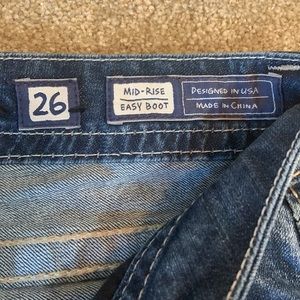 26
MID-RISE
EASY BOOT
DESIGNED IN USA
MADE IN CHINA